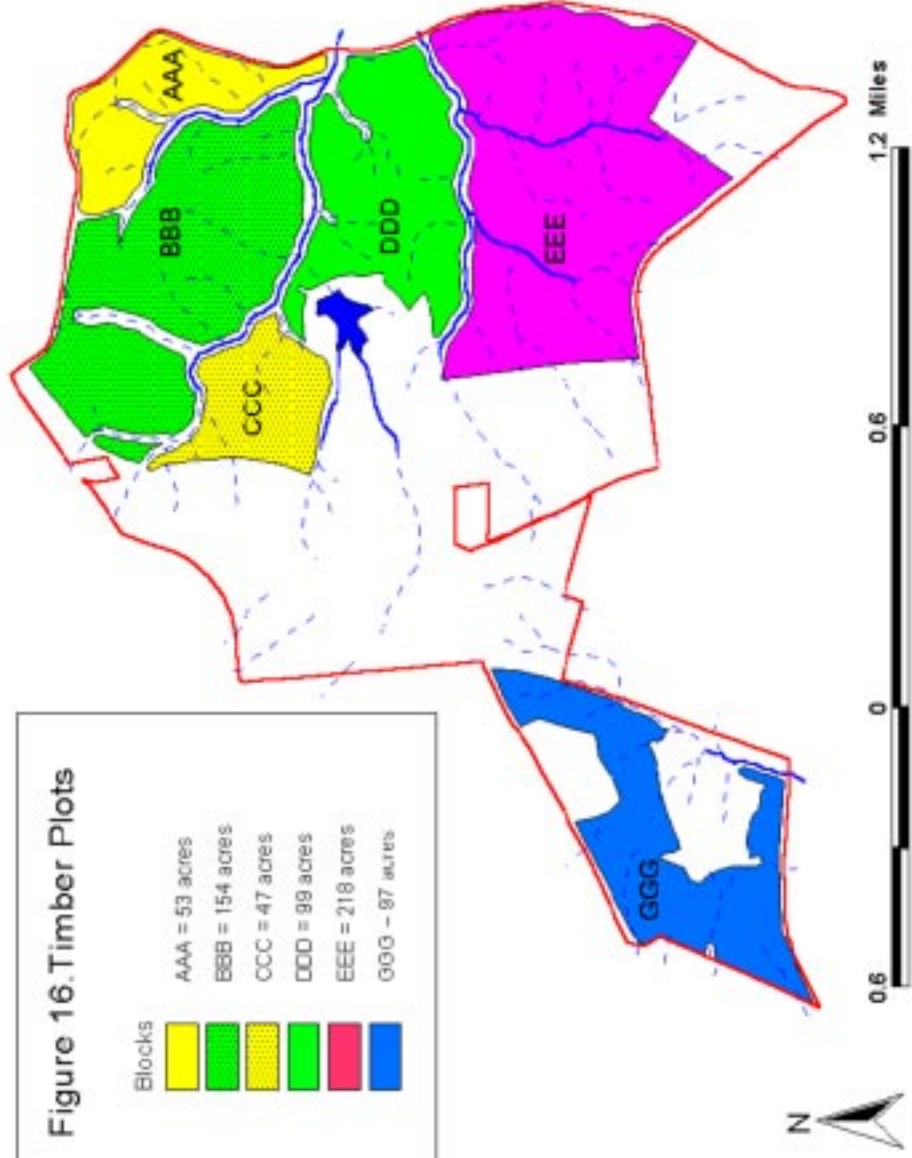 Figure 16.Timber Plots
Blocks
AAA = 53 acres
BBB = 154 acres
CCC = 47 acres
DDD = 99 acres
EEE = 218 acres
GGG - 97 acres
AAA
BBB
CCC
DDD
EEE
GGG
N
0.6 0 0.6 1.2 Miles